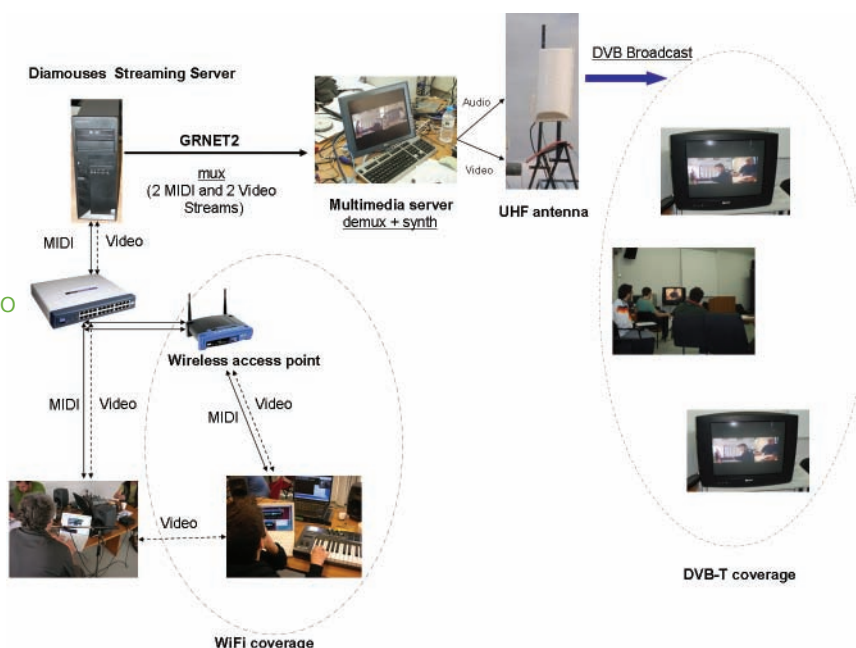 DVB Broadcast
Diamouses Streaming Server
Audio
GRNET2
mux
(2 MIDI and 2 Video
Streams)
Video
Multimedia server
demux + synth
UHF antenna
MIDI
Video
O
Wireless access point
MIDI
Video
Video
MIDI
Video
DVB-T coverage
WiFi coverage